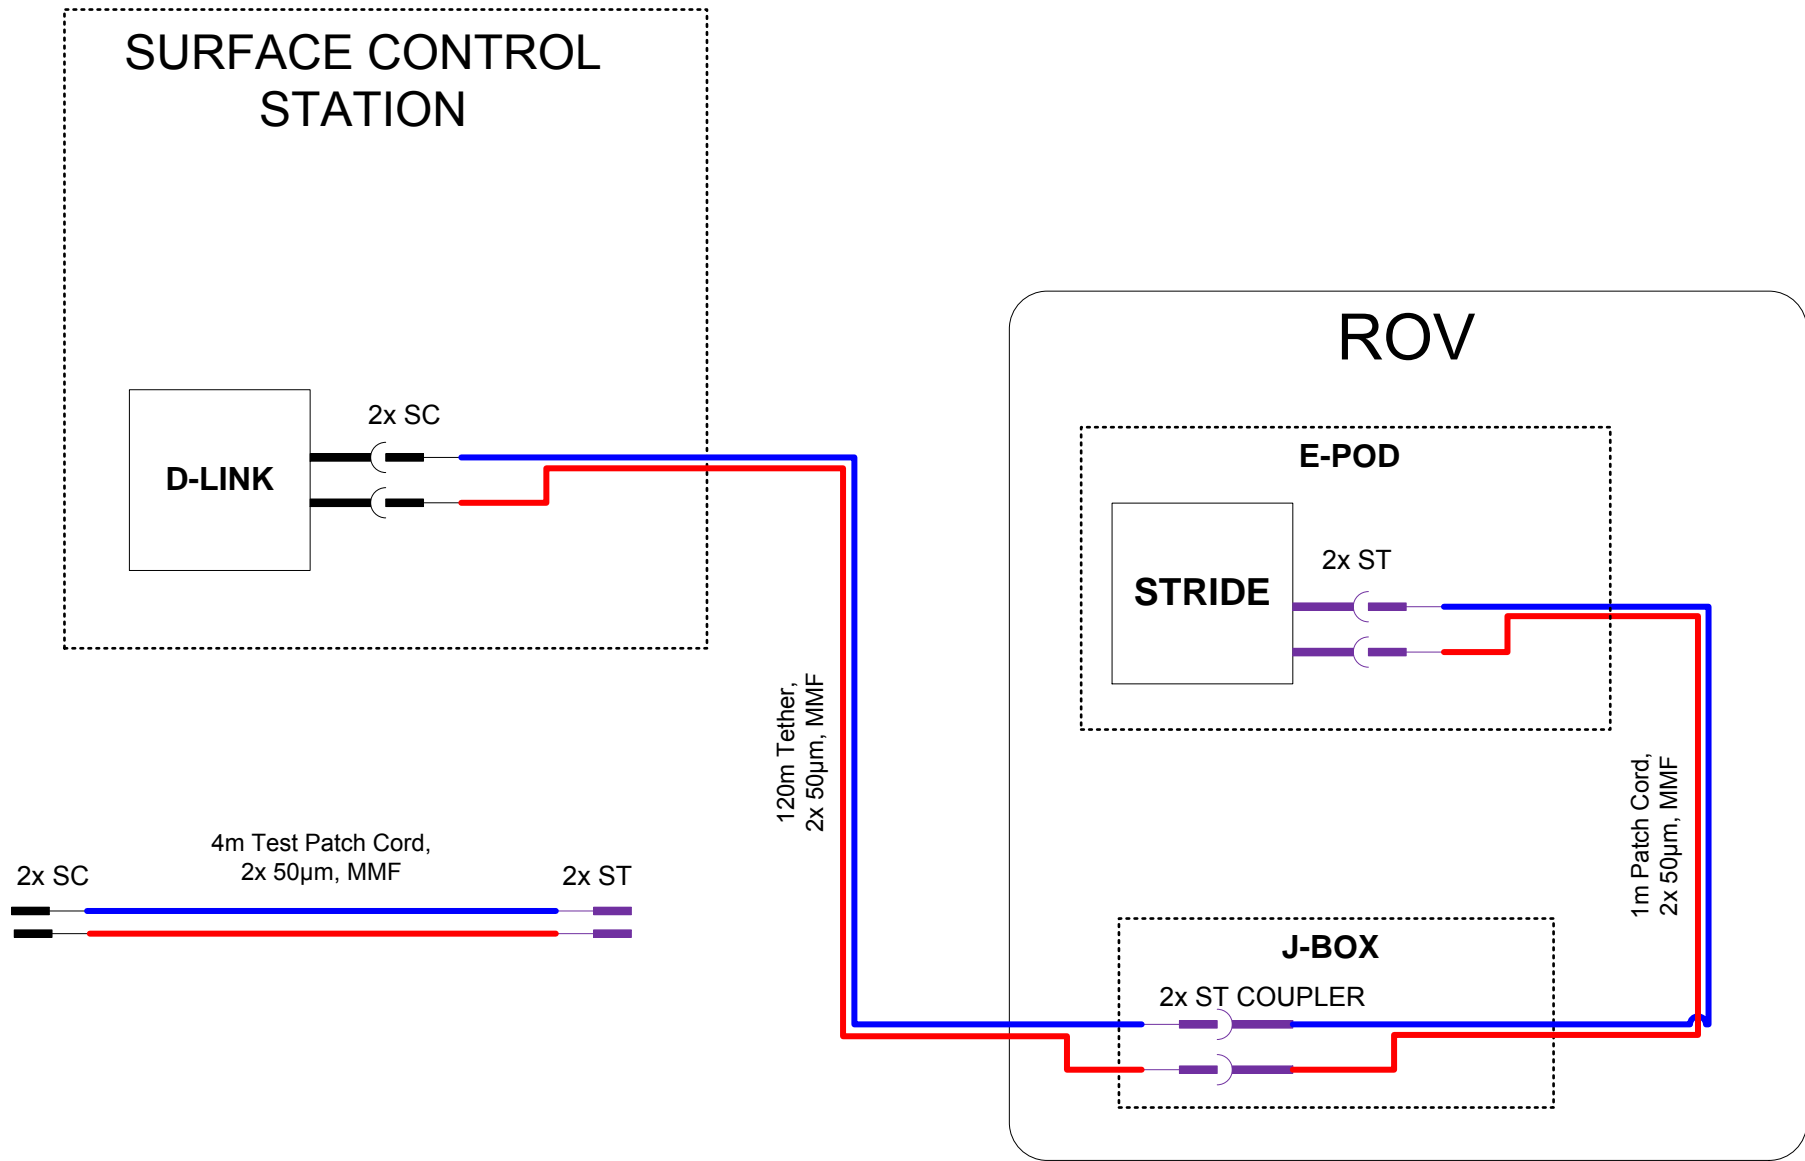 SURFACE CONTROL
STATION
D-LINK
2x SC
120m Tether,
2x 50µm, MMF
4m Test Patch Cord,
2x 50µm, MMF
2x SC
2x ST
ROV
E-POD
STRIDE
2x ST
1m Patch Cord,
2x 50µm, MMF
J-BOX
2x ST COUPLER